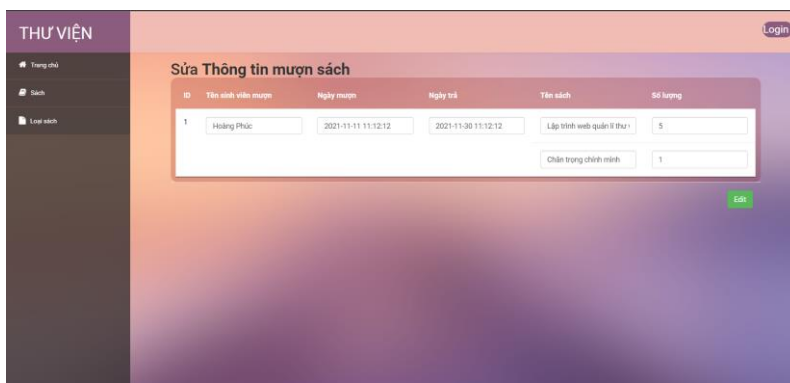 THƯ VIỆN
Login
Trang chủ
Sách
Loại sách
Sửa Thông tin mượn sách
ID Tên sinh viên mượn Ngày mượn Ngày trả Tên sách Số lượng
1 Hoàng Phúc 2021-11-11 11:12:12 2021-11-30 11:12:12 Lập trình web quản lí thư 5
Chân trọng chính mình 1
Edit